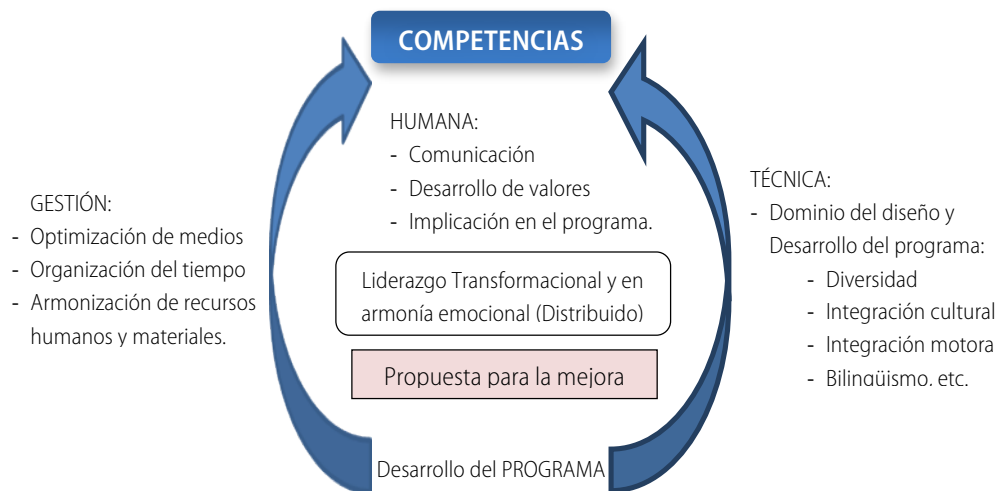 COMPETENCIAS
HUMANA:
- Comunicación
- Desarrollo de valores
- Implicación en el programa.
GESTIÓN:
- Optimización de medios
- Organización del tiempo
- Armonización de recursos
humanos y materiales.
TÉCNICA:
- Dominio del diseño y
Desarrollo del programa:
- Diversidad
- Integración cultural
- Integración motora
- Bilingüismo, etc.
Liderazgo Transformacional y en
armonía emocional (Distribuido)
Propuesta para la mejora
Desarrollo del PROGRAMA